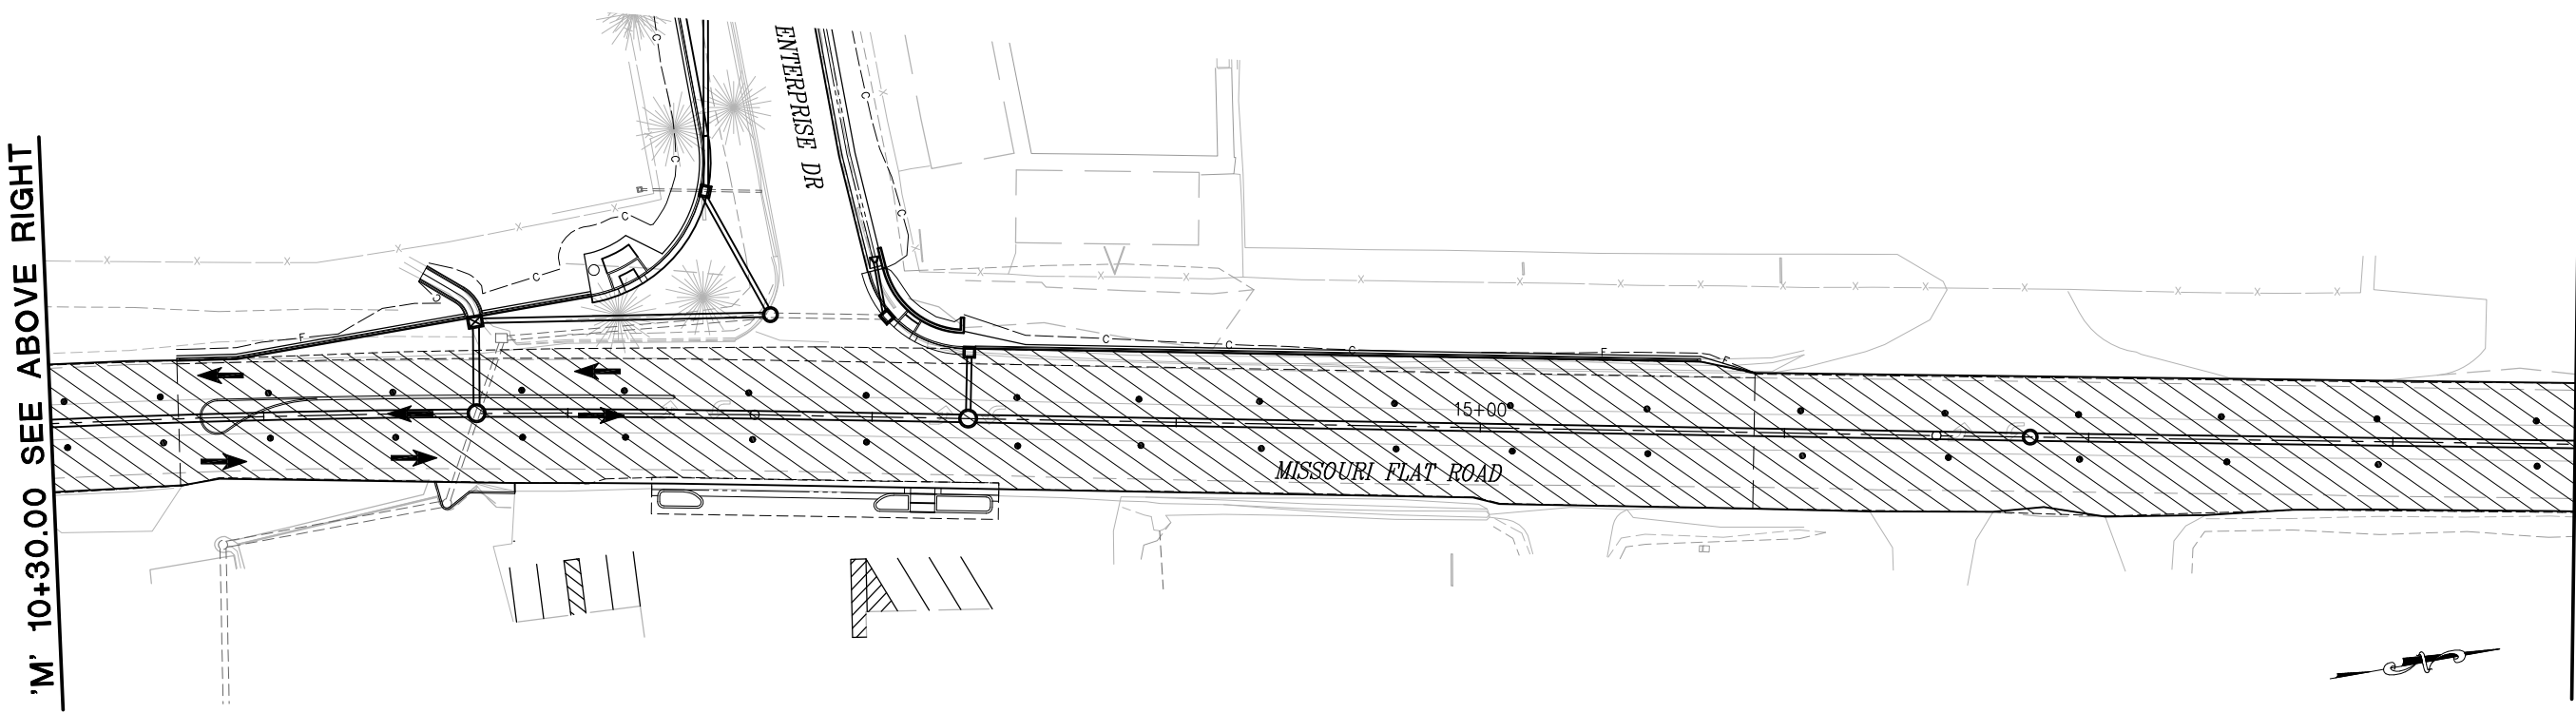 'M' 10+30.00 SEE ABOVE RIGHT
ENTERPRISE DR
15+00
MISSOURI FLAT ROAD
C
C
C
C
C
C
C
C
C
C
F
F
F
X
X
X
X
X
X
N